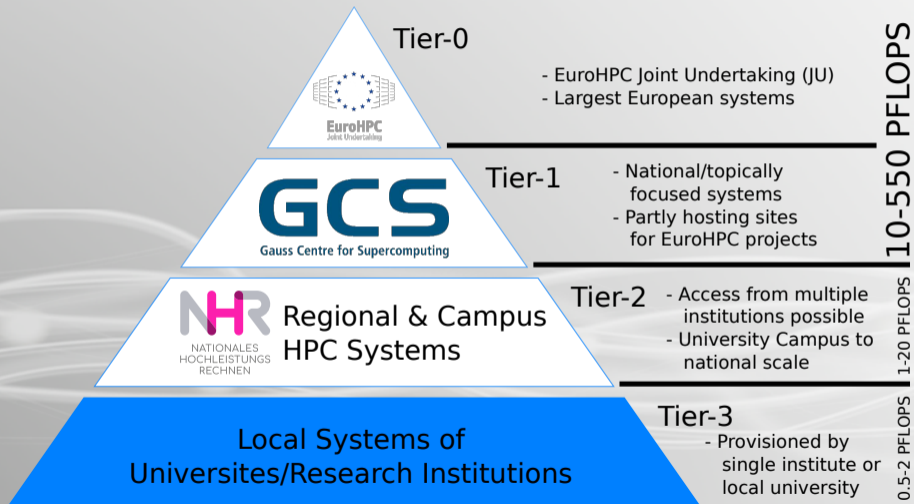 Tier-0
- EuroHPC Joint Undertaking (JU)
- Largest European systems
EuroHPC
Joint Undertaking
10-550 PFLOPS
Tier-1
- National/topically
focused systems
- Partly hosting sites
for EuroHPC projects
GCS
Gauss Centre for Supercomputing
Tier-2
- Access from multiple
institutions possible
- University Campus to
national scale
1-20 PFLOPS
NHR
NATIONALES
HOCHLEISTUNGS
RECHNEN
Regional & Campus
HPC Systems
Tier-3
- Provisioned by
single institute or
local university
0.5-2 PFLOPS
Local Systems of
Universites/Research Institutions